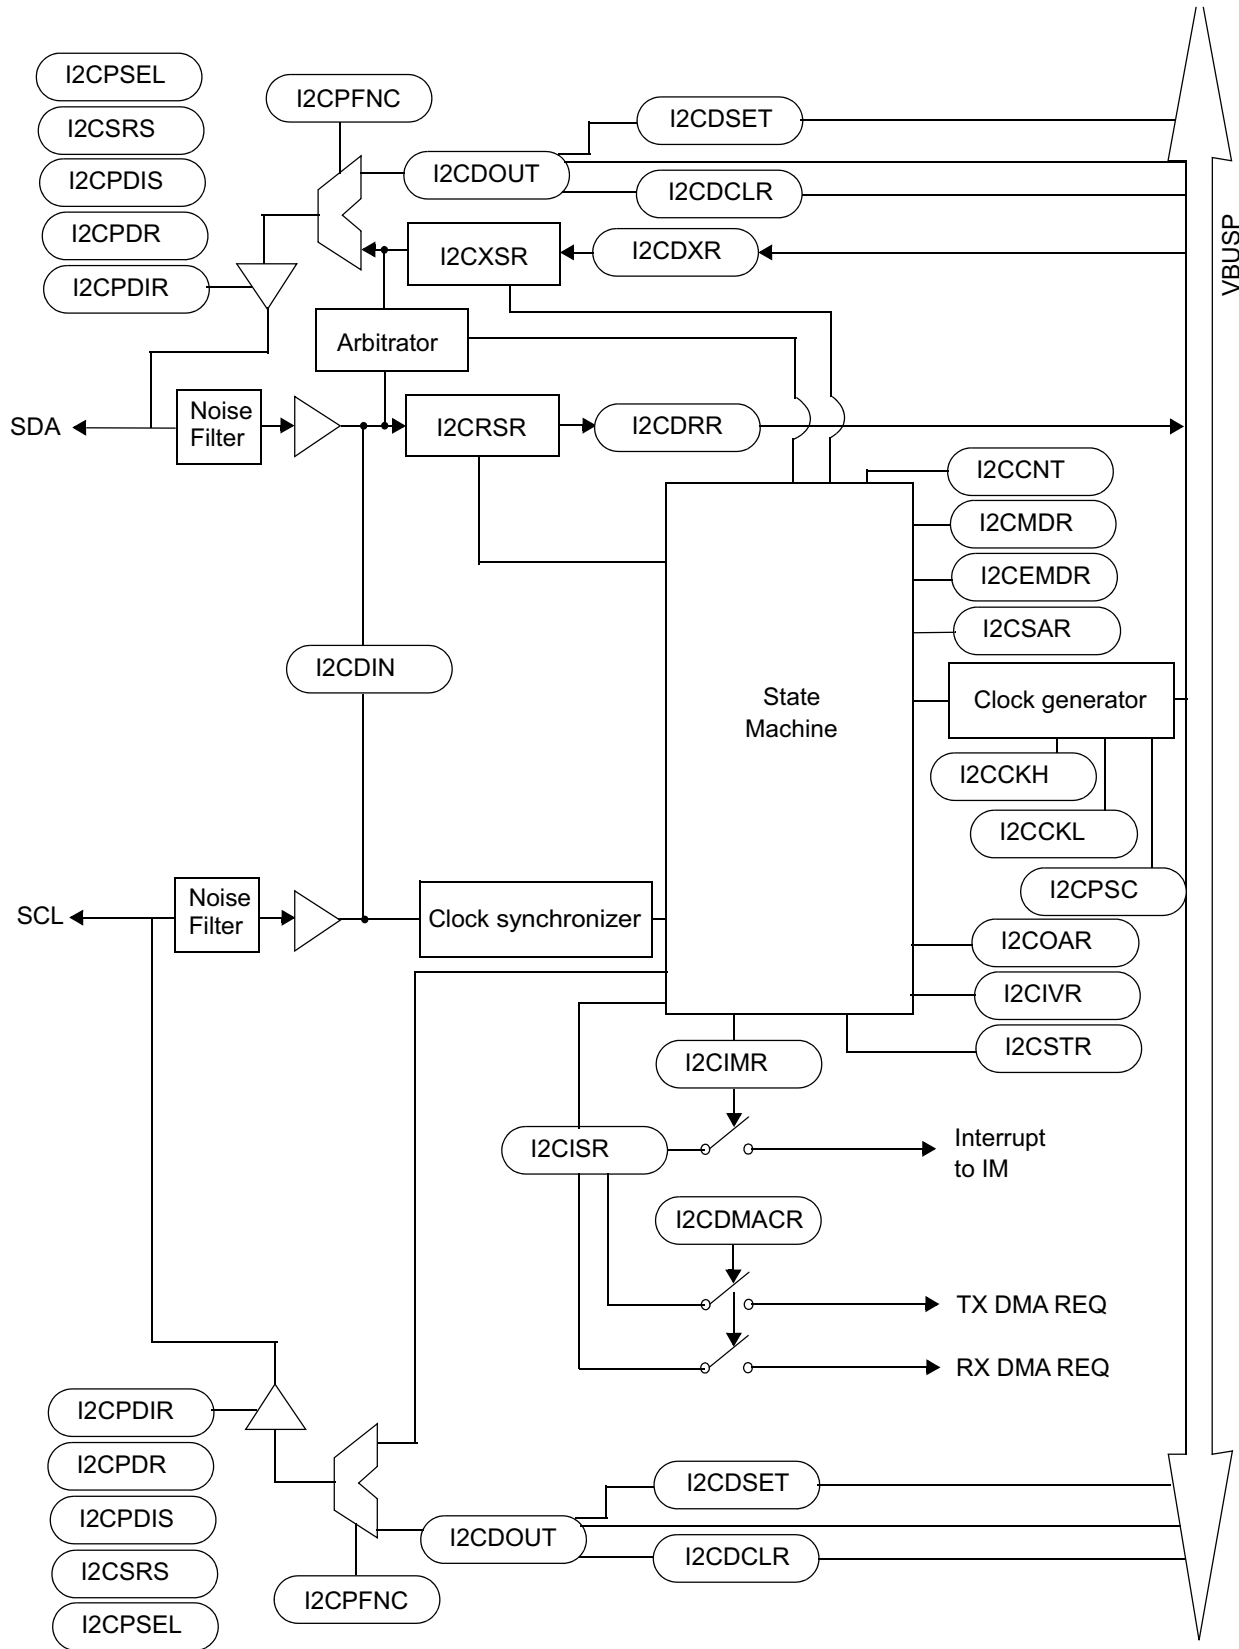 I2CPSEL
I2CSRS
I2CPDIS
I2CPDR
I2CPDIR
I2CPFNC
I2CDOUT
I2CDSET
I2CDCLR
I2CXSR
I2CDXR
VBUSP
Arbitrator
SDA
Noise
Filter
I2CRSR
I2CDRR
I2CCNT
I2CMDR
I2CEMDR
I2CSAR
I2CDIN
State
Machine
Clock generator
I2CCKH
I2CCKL
I2CPSC
SCL
Noise
Filter
Clock synchronizer
I2COAR
I2CIVR
I2CSTR
I2CIMR
I2CISR
Interrupt
to IM
I2CDMACR
TX DMA REQ
RX DMA REQ
I2CPDIR
I2CPDR
I2CPDIS
I2CSRS
I2CPSEL
I2CPFNC
I2CDOUT
I2CDSET
I2CDCLR